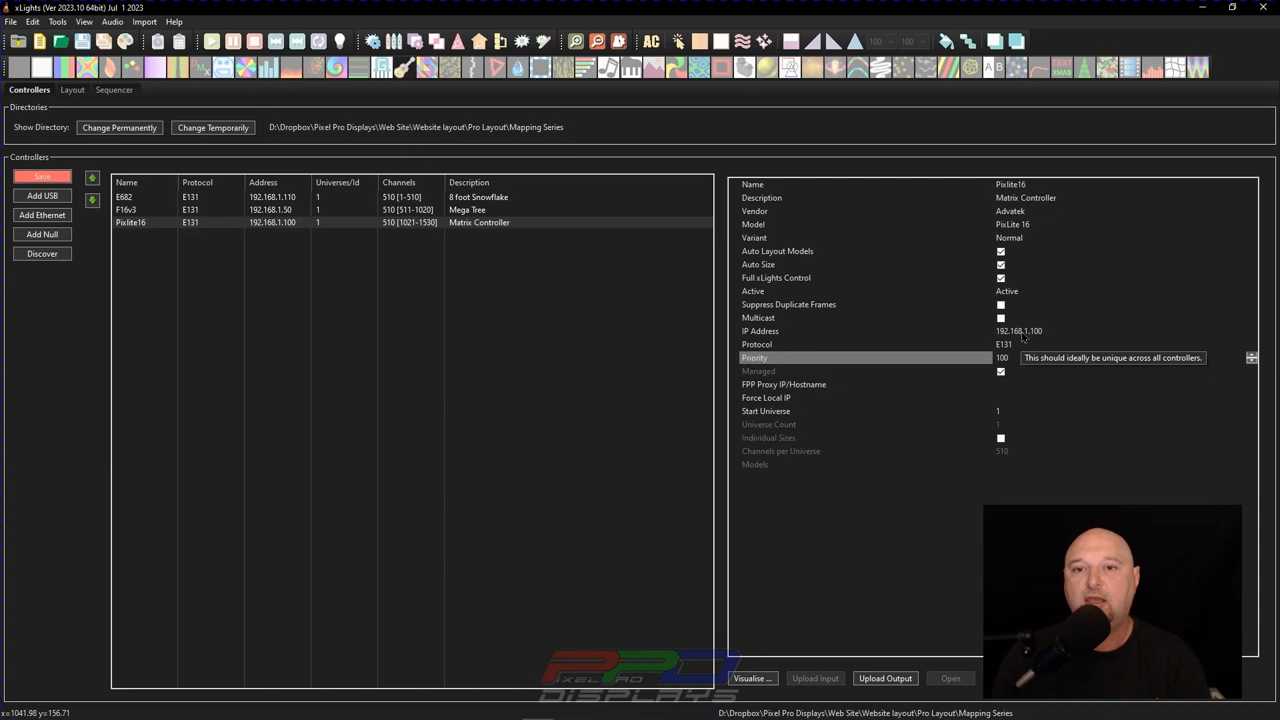 xLights (Ver 2023.10 64bit) Jul 1 2023
File Edit Tools View Audio Import Help
AC 100 100
Controllers Layout Sequencer
Directories
Show Directory: Change Permanently Change Temporarily D:\Dropbox\Pixel Pro Displays\Web Site\Website layout\Pro Layout\Mapping Series
Controllers
Save
Add USB
Add Ethernet
Add Null
Discover
Name Protocol Address Universes/Id Channels Description
E682 E131 192.168.1.110 1 510 [1-510] 8 foot Snowflake
F16v3 E131 192.168.1.50 1 510 [511-1020] Mega Tree
Pixlite16 E131 192.168.1.100 1 510 [1021-1530] Matrix Controller
Name Pixlite16
Description Matrix Controller
Vendor Advatek
Model PixLite 16
Variant Normal
Auto Layout Models
Auto Size
Full xLights Control
Active Active
Suppress Duplicate Frames
Multicast
IP Address 192.168.1.100
Protocol E131
Priority 100 This should ideally be unique across all controllers.
Managed
FPP Proxy IP/Hostname
Force Local IP
Start Universe 1
Universe Count 1
Individual Sizes
Channels per Universe 510
Models
Visualise ... Upload Input Upload Output Open
PPD
PIXEL PRO
DISPLAYS
x=1041.98 y=156.71 D:\Dropbox\Pixel Pro Displays\Web Site\Website layout\Pro Layout\Mapping Series